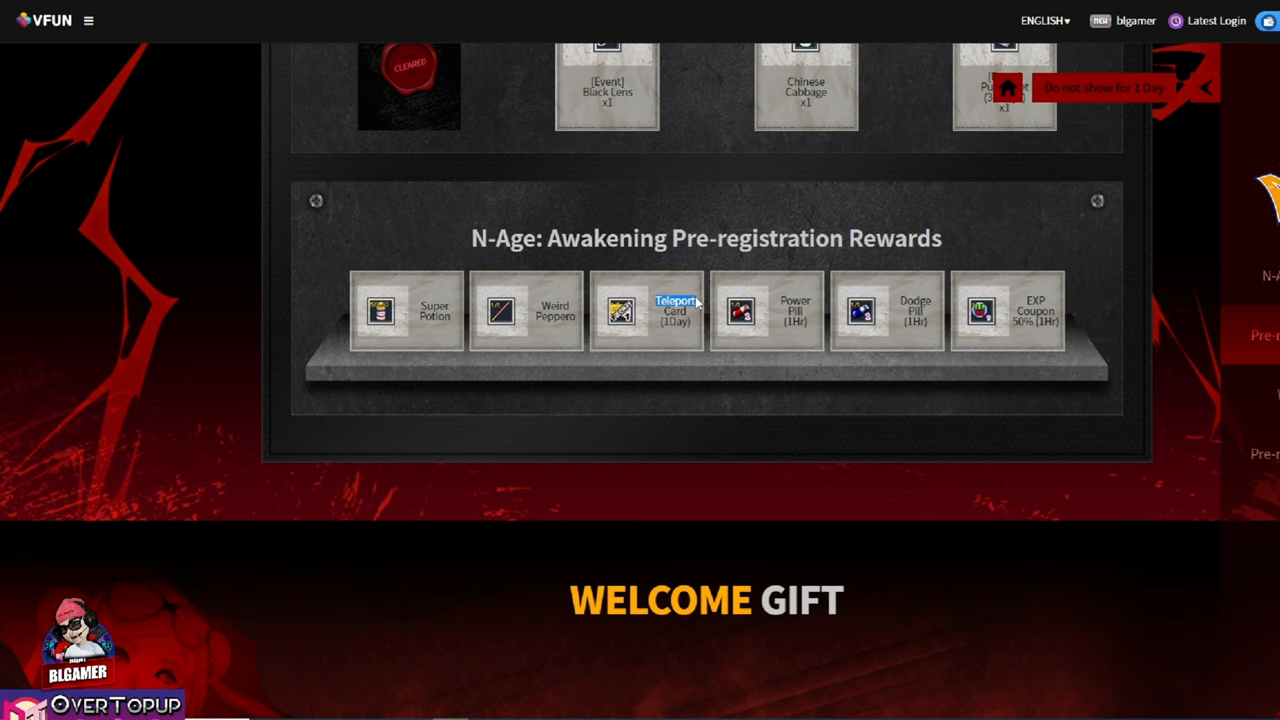 VFUN
ENGLISH▾
NEW
blgamer
Latest Login
CLEARED
[Event]
Black Lens
x1
Chinese
Cabbage
x1
x1
Do not show for 1 Day
N-Age: Awakening Pre-registration Rewards
Super
Potion
Weird
Peppero
Teleport
Card
(1Day)
Power
Pill
(1Hr)
Dodge
Pill
(1Hr)
EXP
Coupon
50% (1Hr)
WELCOME GIFT
BLGAMER
OVERTOPUP